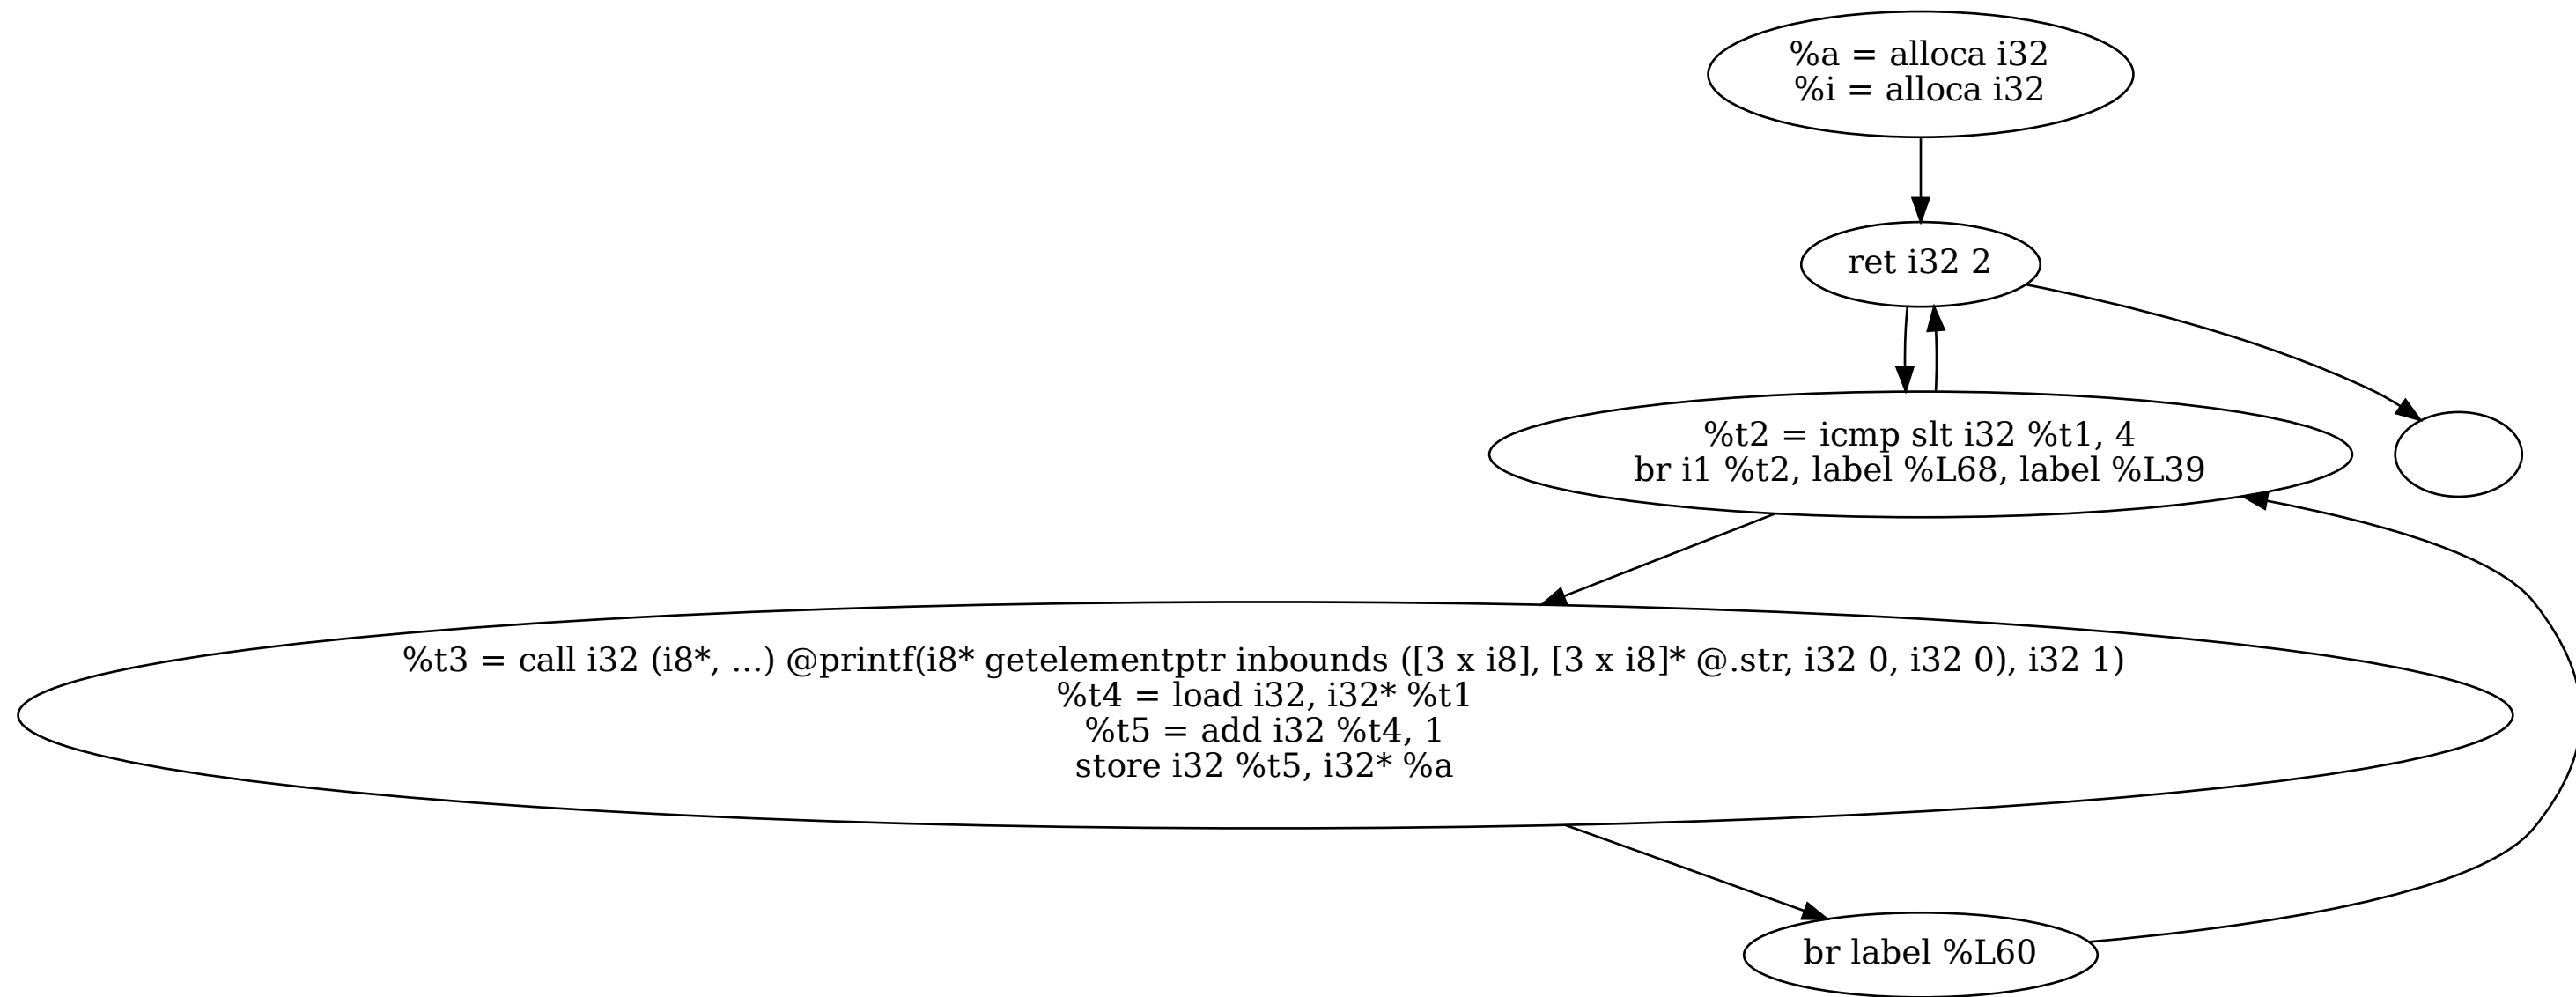 %a = alloca i32
%i = alloca i32
ret i32 2
%t2 = icmp slt i32 %t1, 4
br i1 %t2, label %L68, label %L39
%t3 = call i32 (i8*, ...) @printf(i8* getelementptr inbounds ([3 x i8], [3 x i8]* @.str, i32 0, i32 0), i32 1)
%t4 = load i32, i32* %t1
%t5 = add i32 %t4, 1
store i32 %t5, i32* %a
br label %L60